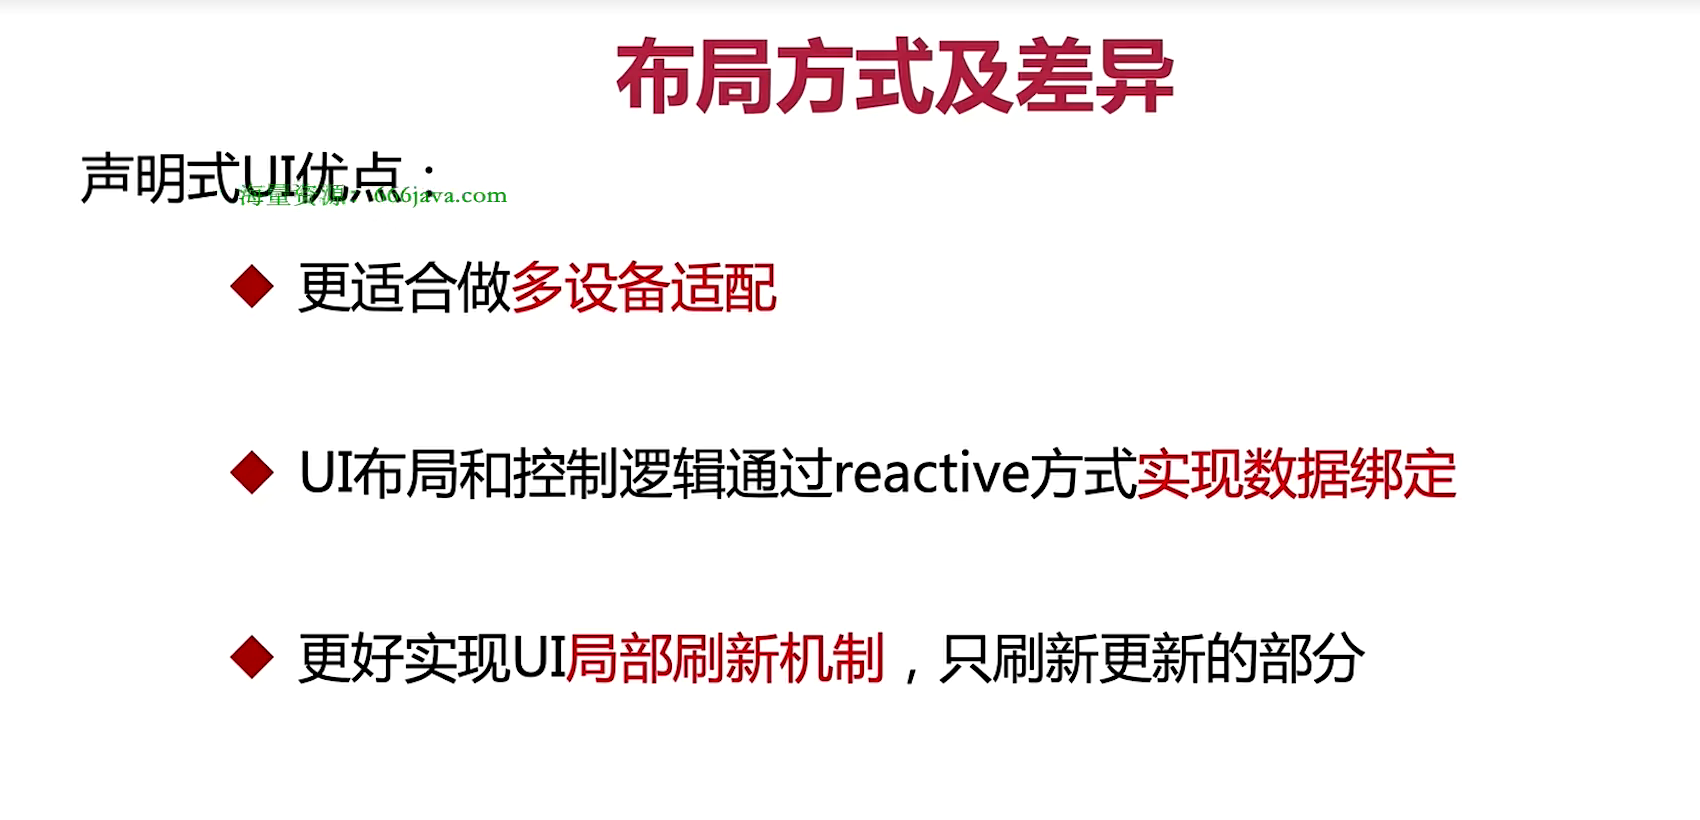 布局方式及差异
声明式UI优点：
海量资源：666java.com
更适合做多设备适配
UI布局和控制逻辑通过reactive方式实现数据绑定
更好实现UI局部刷新机制，只刷新更新的部分